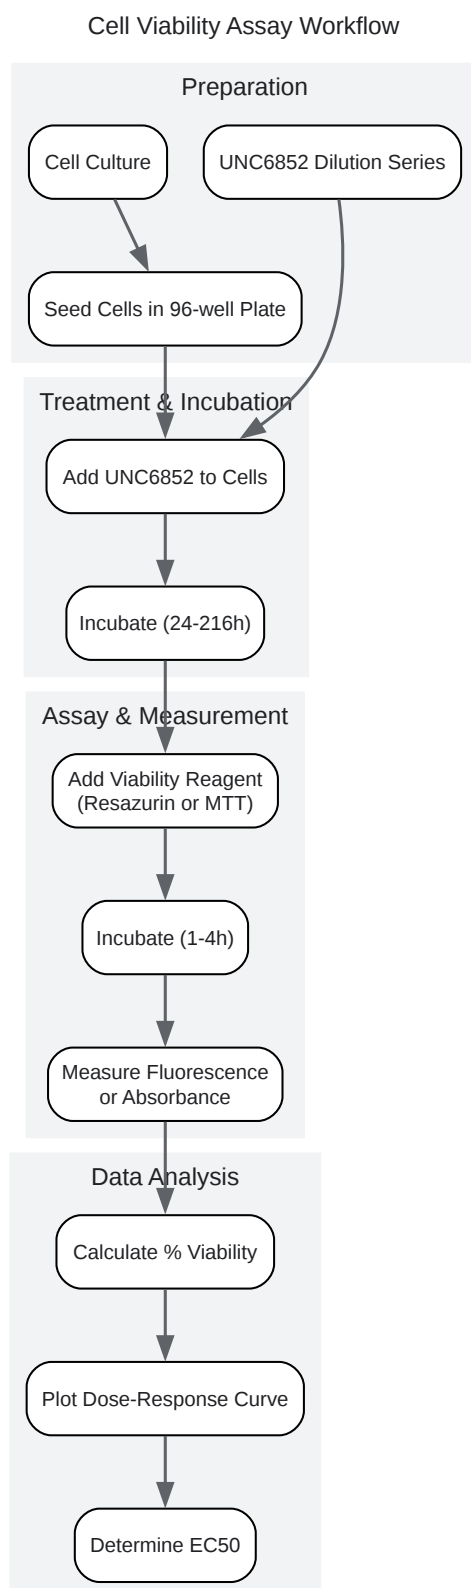 Cell Viability Assay Workflow
Preparation
Cell Culture
UNC6852 Dilution Series
Seed Cells in 96-well Plate
Treatment & Incubation
Add UNC6852 to Cells
Incubate (24-216h)
Assay & Measurement
Add Viability Reagent
(Resazurin or MTT)
Incubate (1-4h)
Measure Fluorescence
or Absorbance
Data Analysis
Calculate % Viability
Plot Dose-Response Curve
Determine EC50